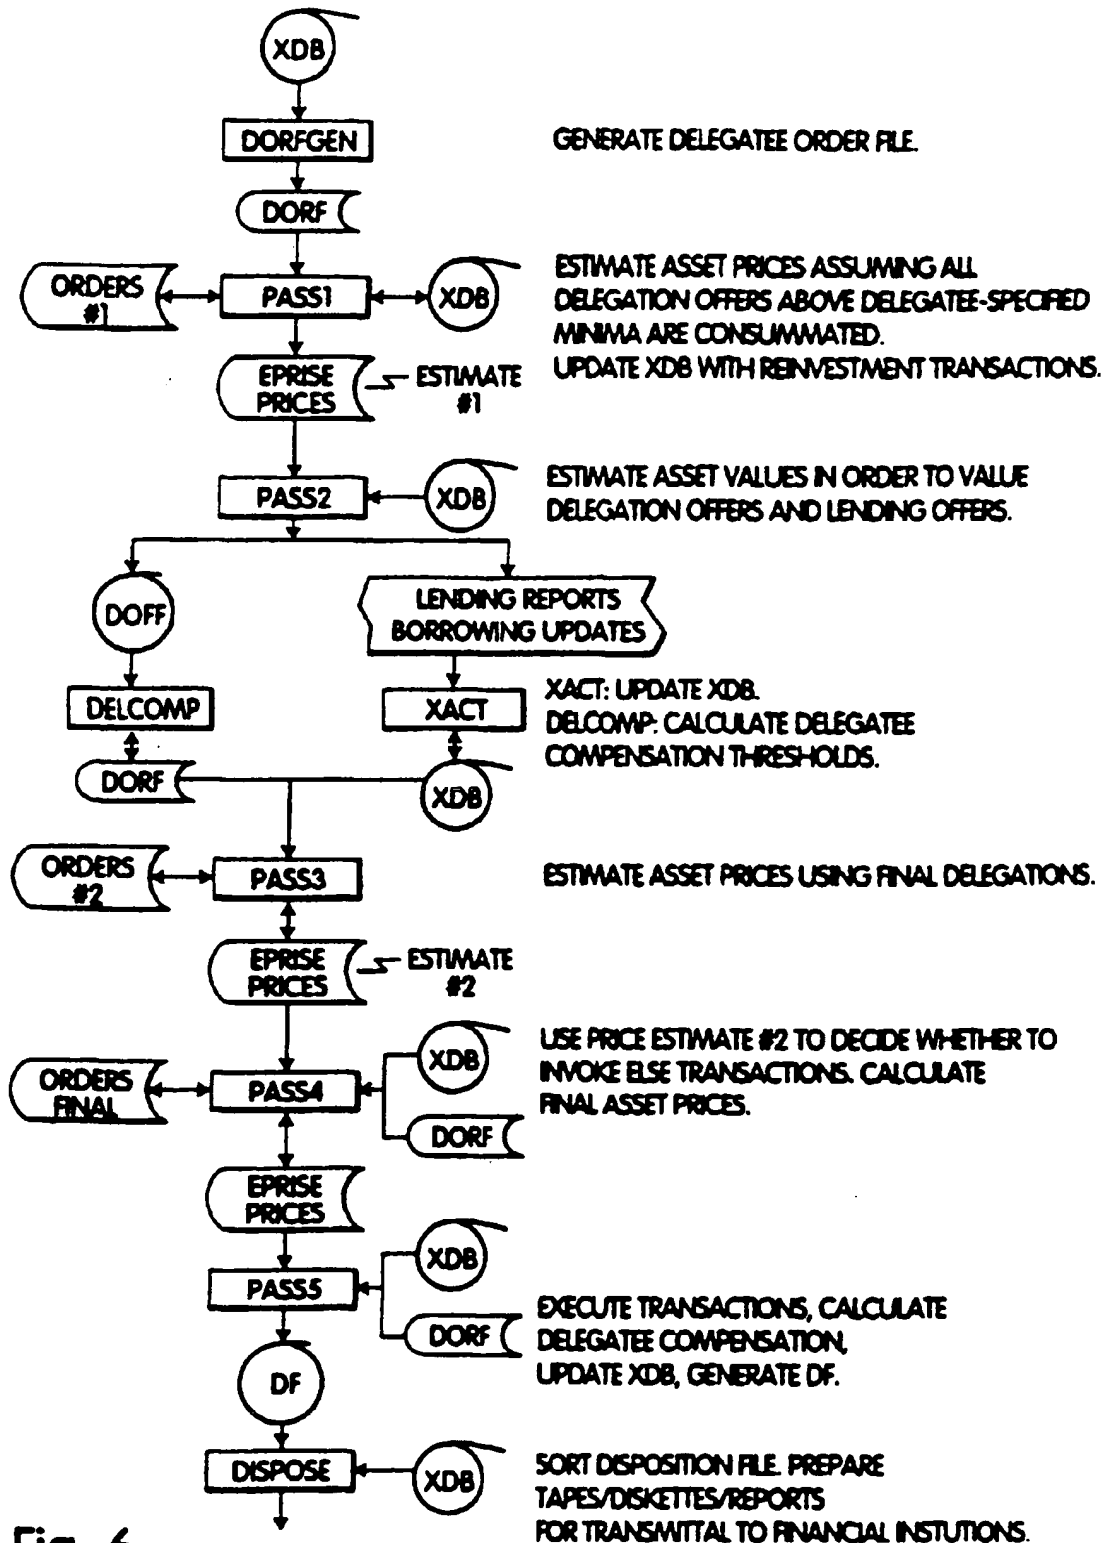 XDB
DORFGEN
GENERATE DELEGATEE ORDER FILE.
DORF
ORDERS
#1
PASS1
XDB
ESTIMATE ASSET PRICES ASSUMING ALL
DELEGATION OFFERS ABOVE DELEGATEE-SPECIFIED
MINIMA ARE CONSUMMATED.
UPDATE XDB WITH REINVESTMENT TRANSACTIONS.
EPRISE
PRICES
ESTIMATE
#1
PASS2
XDB
ESTIMATE ASSET VALUES IN ORDER TO VALUE
DELEGATION OFFERS AND LENDING OFFERS.
DOFF
LENDING REPORTS
BORROWING UPDATES
DELCOMP
XACT
XACT: UPDATE XDB.
DELCOMP: CALCULATE DELEGATEE
COMPENSATION THRESHOLDS.
DORF
XDB
ORDERS
#2
PASS3
ESTIMATE ASSET PRICES USING FINAL DELEGATIONS.
EPRISE
PRICES
ESTIMATE
#2
ORDERS
FINAL
PASS4
XDB
DORF
USE PRICE ESTIMATE #2 TO DECIDE WHETHER TO
INVOKE ELSE TRANSACTIONS. CALCULATE
FINAL ASSET PRICES.
EPRISE
PRICES
PASS5
XDB
DORF
EXECUTE TRANSACTIONS, CALCULATE
DELEGATEE COMPENSATION,
UPDATE XDB, GENERATE DF.
DF
DISPOSE
XDB
SORT DISPOSITION FILE. PREPARE
TAPES/DISKETTES/REPORTS
FOR TRANSMITTAL TO FINANCIAL INSTUTIONS.
Fig. 6